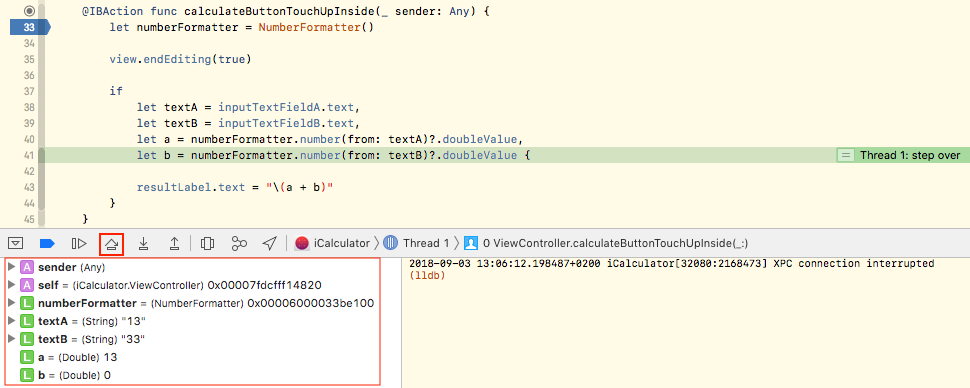 @IBAction func calculateButtonTouchUpInside(_ sender: Any) {
33 let numberFormatter = NumberFormatter()
34
35 view.endEditing(true)
36
37 if
38 let textA = inputTextFieldA.text,
39 let textB = inputTextFieldB.text,
40 let a = numberFormatter.number(from: textA)?.doubleValue,
41 let b = numberFormatter.number(from: textB)?.doubleValue { = Thread 1: step over
42
43 resultLabel.text = "\(a + b)"
44 }
45 }
iCalculator Thread 1 0 ViewController.calculateButtonTouchUpInside(_:)
A sender (Any)
A self = (iCalculator.ViewController) 0x00007fdcfff14820
L numberFormatter = (NumberFormatter) 0x00006000033be100
L textA = (String) "13"
L textB = (String) "33"
L a = (Double) 13
L b = (Double) 0
2018-09-03 13:06:12.198487+0200 iCalculator[32080:2168473] XPC connection interrupted
(lldb)